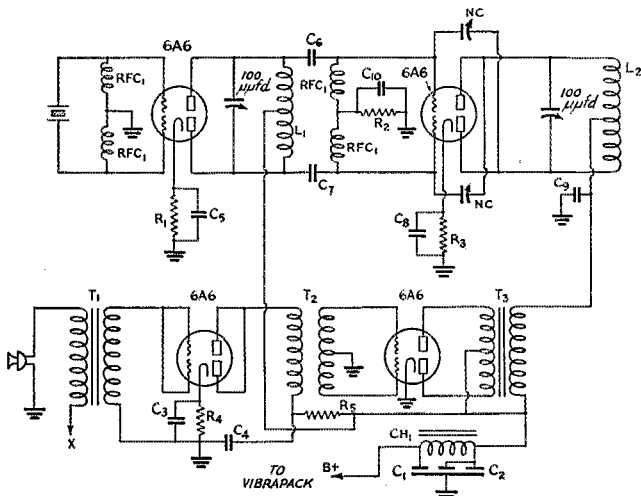 6A6
RFC1
RFC1
100 μμfd
L1
C6
C7
RFC1
RFC1
C10
R2
6A6
NC
NC
100 μμfd
L2
R1
C5
C8
R3
C9
T1
X
6A6
C3
R4
C4
T2
R5
6A6
T3
CH1
C1
C2
B+
TO
VIBRAPACK